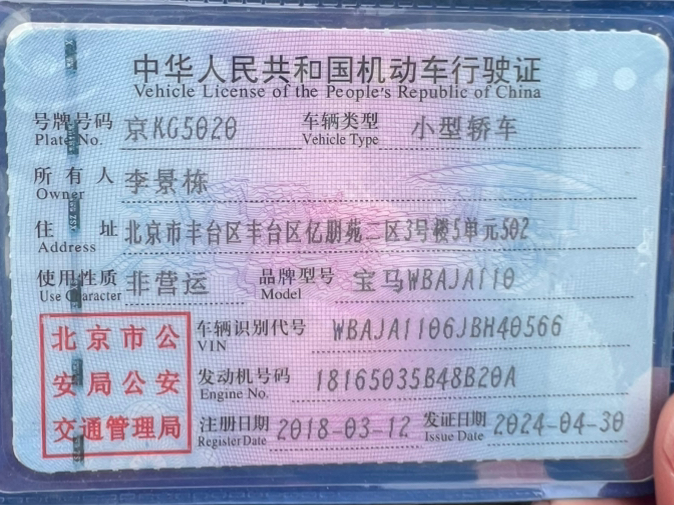 中华人民共和国机动车行驶证
Vehicle License of the People's Republic of China
号牌号码 京KG5020 车辆类型 小型轿车
Plate No. Vehicle Type
所有人 李景栋
Owner
住址 北京市丰台区丰台区亿朋苑二区3号楼5单元502
Address
使用性质 非营运 品牌型号 宝马WBAJA110
Use Character Model
北京市公安局公安交通管理局
车辆识别代号 WBAJA1106JBH40566
VIN
发动机号码 18165035B48B20A
Engine No.
注册日期 2018-03-12 发证日期 2024-04-30
Register Date Issue Date